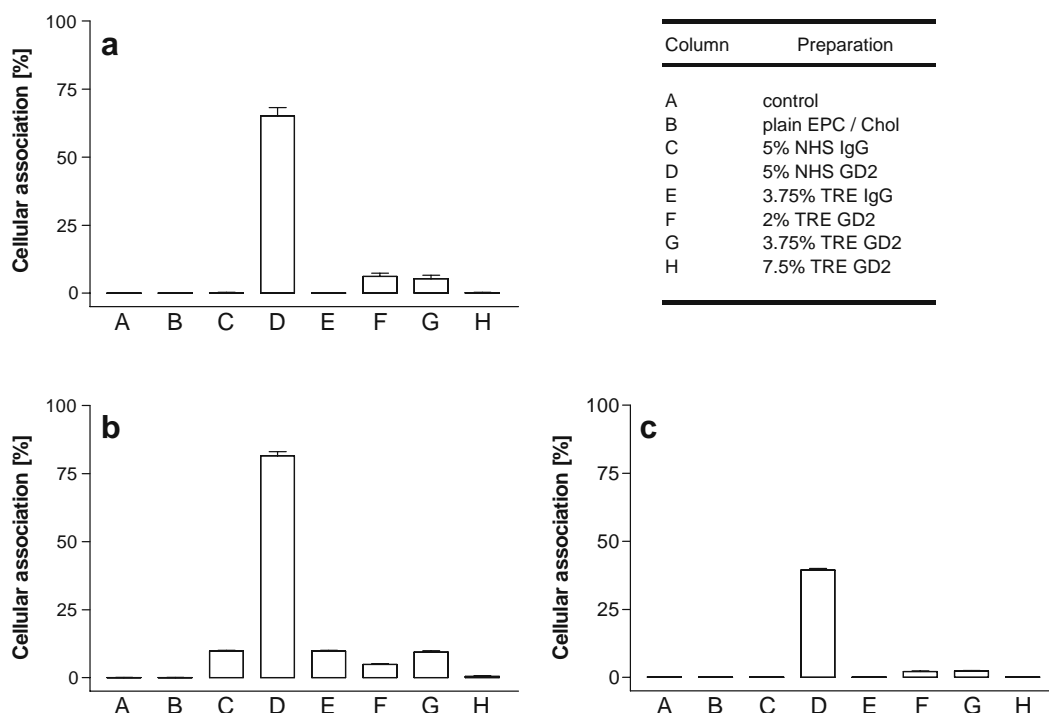 a
Cellular association [%]
100
75
50
25
0
A B C D E F G H
Column Preparation
A control
B plain EPC / Chol
C 5% NHS IgG
D 5% NHS GD2
E 3.75% TRE IgG
F 2% TRE GD2
G 3.75% TRE GD2
H 7.5% TRE GD2
b
Cellular association [%]
100
75
50
25
0
A B C D E F G H
c
Cellular association [%]
100
75
50
25
0
A B C D E F G H